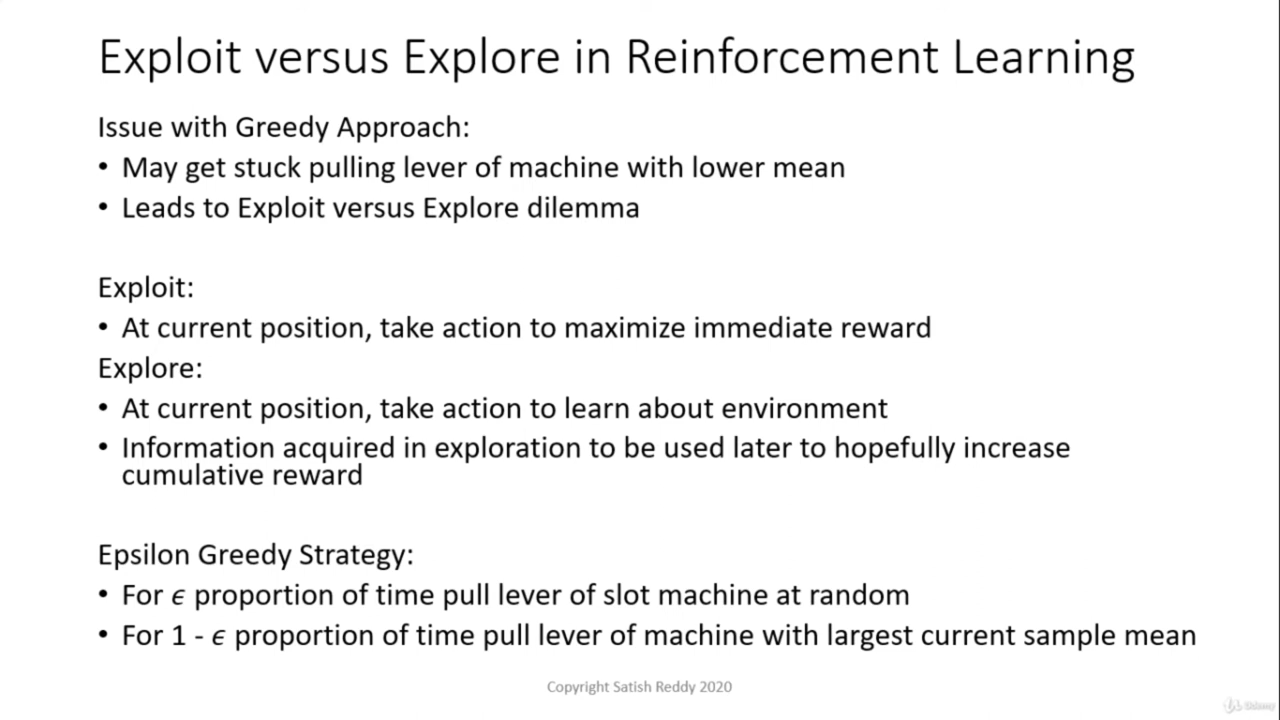 Exploit versus Explore in Reinforcement Learning
Issue with Greedy Approach:
• May get stuck pulling lever of machine with lower mean
• Leads to Exploit versus Explore dilemma
Exploit:
• At current position, take action to maximize immediate reward
Explore:
• At current position, take action to learn about environment
• Information acquired in exploration to be used later to hopefully increase
cumulative reward
Epsilon Greedy Strategy:
• For ϵ proportion of time pull lever of slot machine at random
• For 1 - ϵ proportion of time pull lever of machine with largest current sample mean
Copyright Satish Reddy 2020
Udemy